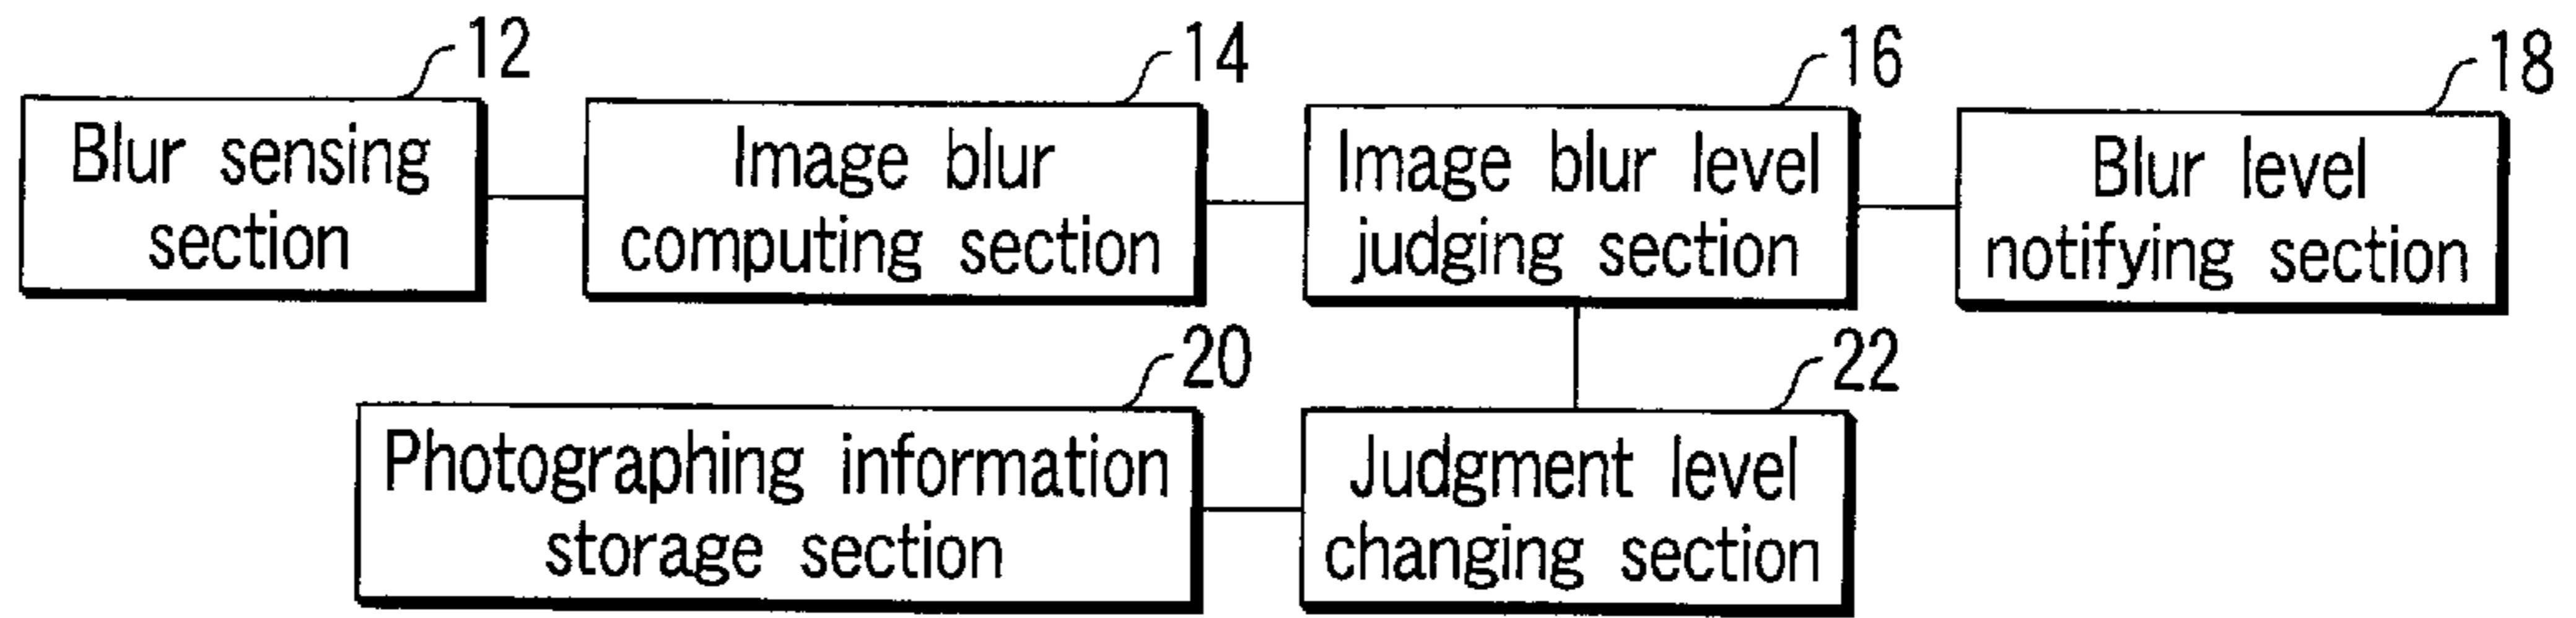 12
Blur sensing
section
14
Image blur
computing section
16
Image blur level
judging section
18
Blur level
notifying section
20
Photographing information
storage section
22
Judgment level
changing section